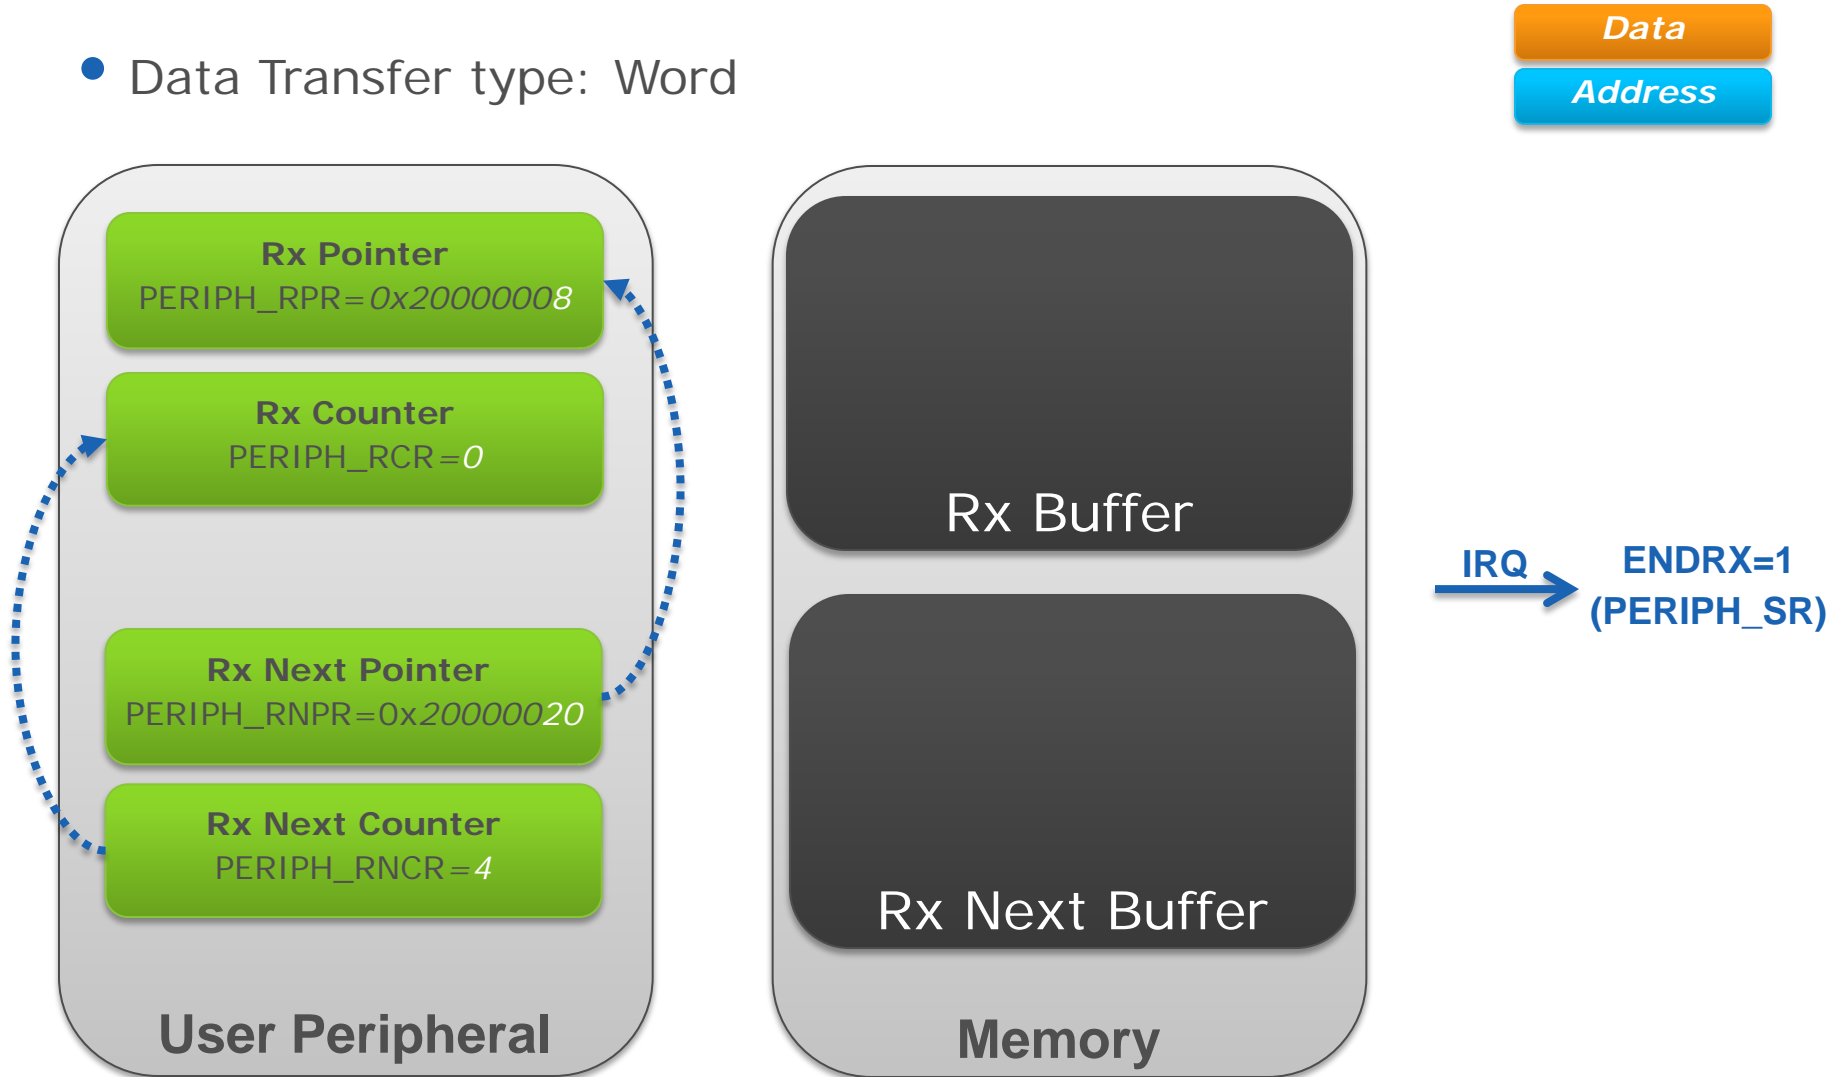 Data
Address
• Data Transfer type: Word
Rx Pointer
PERIPH_RPR=0x20000008
Rx Counter
PERIPH_RCR=0
Rx Next Pointer
PERIPH_RNPR=0x20000020
Rx Next Counter
PERIPH_RNCR=4
User Peripheral
Rx Buffer
Rx Next Buffer
Memory
IRQ
ENDRX=1
(PERIPH_SR)